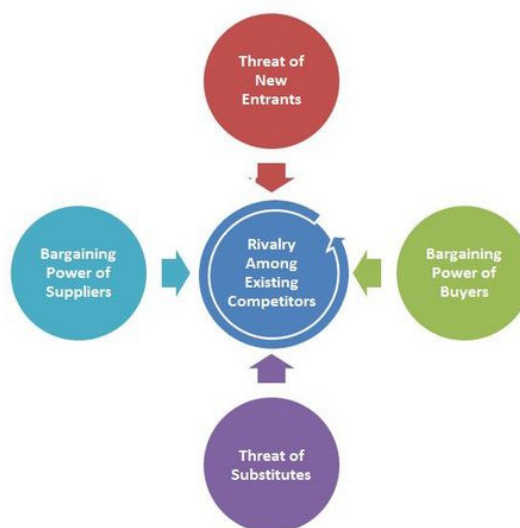 Threat of
New
Entrants
Bargaining
Power of
Suppliers
Rivalry
Among
Existing
Competitors
Bargaining
Power of
Buyers
Threat of
Substitutes